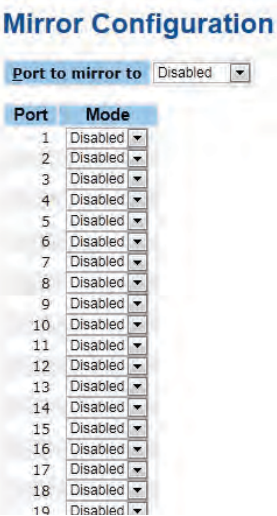 Mirror Configuration
Port to mirror to Disabled
Port Mode
1 Disabled
2 Disabled
3 Disabled
4 Disabled
5 Disabled
6 Disabled
7 Disabled
8 Disabled
9 Disabled
10 Disabled
11 Disabled
12 Disabled
13 Disabled
14 Disabled
15 Disabled
16 Disabled
17 Disabled
18 Disabled
19 Disabled